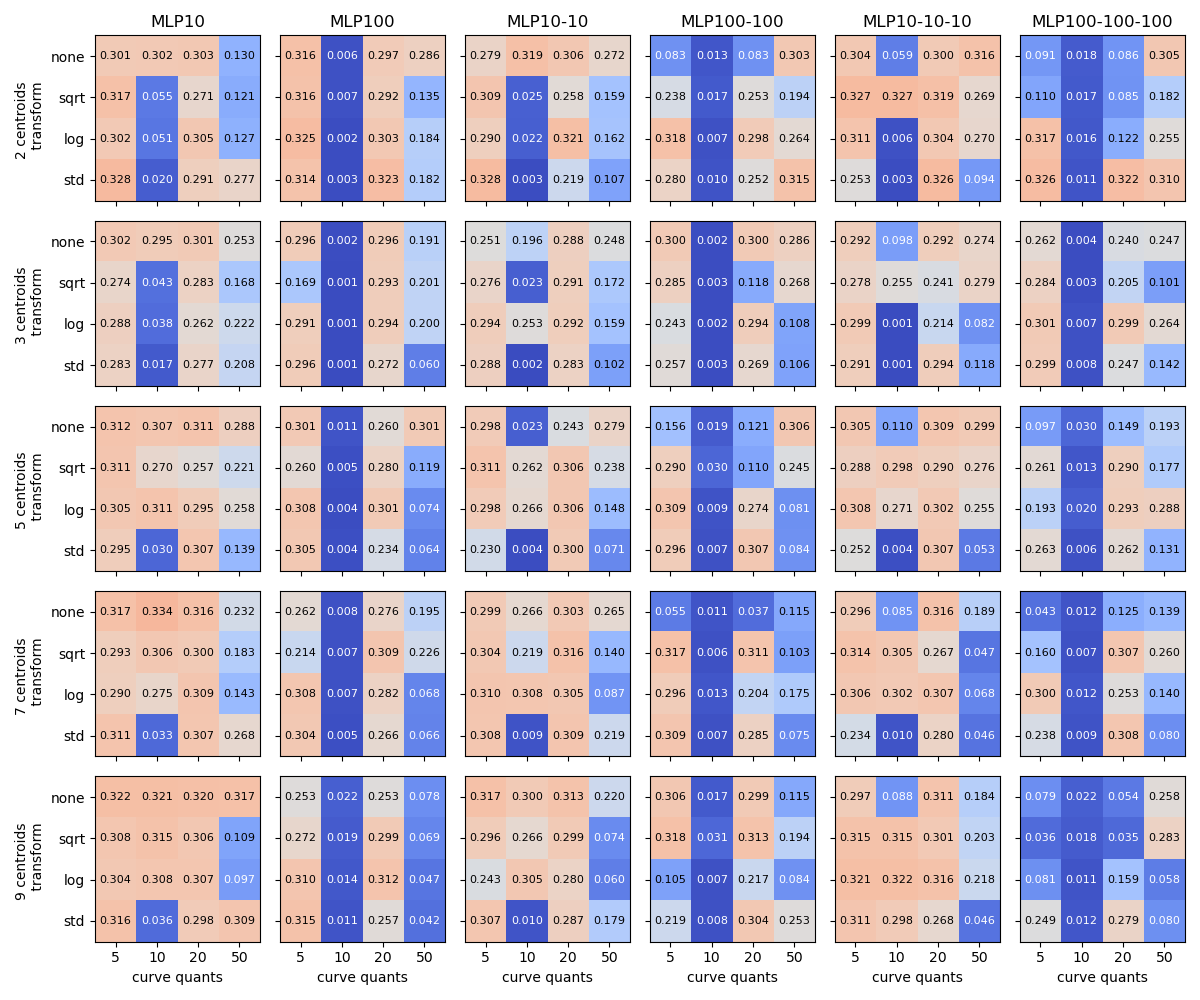 MLP10 MLP100 MLP10-10 MLP100-100 MLP10-10-10 MLP100-100-100
2 centroids
transform
none 0.301 0.302 0.303 0.130 0.316 0.006 0.297 0.286 0.279 0.319 0.306 0.272 0.083 0.013 0.083 0.303 0.304 0.059 0.300 0.316 0.091 0.018 0.086 0.305
sqrt 0.317 0.055 0.271 0.121 0.316 0.007 0.292 0.135 0.309 0.025 0.258 0.159 0.238 0.017 0.253 0.194 0.327 0.327 0.319 0.269 0.110 0.017 0.085 0.182
log 0.302 0.051 0.305 0.127 0.325 0.002 0.303 0.184 0.290 0.022 0.321 0.162 0.318 0.007 0.298 0.264 0.311 0.006 0.304 0.270 0.317 0.016 0.122 0.255
std 0.328 0.020 0.291 0.277 0.314 0.003 0.323 0.182 0.328 0.003 0.219 0.107 0.280 0.010 0.252 0.315 0.253 0.003 0.326 0.094 0.326 0.011 0.322 0.310
3 centroids
transform
none 0.302 0.295 0.301 0.253 0.296 0.002 0.296 0.191 0.251 0.196 0.288 0.248 0.300 0.002 0.300 0.286 0.292 0.098 0.292 0.274 0.262 0.004 0.240 0.247
sqrt 0.274 0.043 0.283 0.168 0.169 0.001 0.293 0.201 0.276 0.023 0.291 0.172 0.285 0.003 0.118 0.268 0.278 0.255 0.241 0.279 0.284 0.003 0.205 0.101
log 0.288 0.038 0.262 0.222 0.291 0.001 0.294 0.200 0.294 0.253 0.292 0.159 0.243 0.002 0.294 0.108 0.299 0.001 0.214 0.082 0.301 0.007 0.299 0.264
std 0.283 0.017 0.277 0.208 0.296 0.001 0.272 0.060 0.288 0.002 0.283 0.102 0.257 0.003 0.269 0.106 0.291 0.001 0.294 0.118 0.299 0.008 0.247 0.142
5 centroids
transform
none 0.312 0.307 0.311 0.288 0.301 0.011 0.260 0.301 0.298 0.023 0.243 0.279 0.156 0.019 0.121 0.306 0.305 0.110 0.309 0.299 0.097 0.030 0.149 0.193
sqrt 0.311 0.270 0.257 0.221 0.260 0.005 0.280 0.119 0.311 0.262 0.306 0.238 0.290 0.030 0.110 0.245 0.288 0.298 0.290 0.276 0.261 0.013 0.290 0.177
log 0.305 0.311 0.295 0.258 0.308 0.004 0.301 0.074 0.298 0.266 0.306 0.148 0.309 0.009 0.274 0.081 0.308 0.271 0.302 0.255 0.193 0.020 0.293 0.288
std 0.295 0.030 0.307 0.139 0.305 0.004 0.234 0.064 0.230 0.004 0.300 0.071 0.296 0.007 0.307 0.084 0.252 0.004 0.307 0.053 0.263 0.006 0.262 0.131
7 centroids
transform
none 0.317 0.334 0.316 0.232 0.262 0.008 0.276 0.195 0.299 0.266 0.303 0.265 0.055 0.011 0.037 0.115 0.296 0.085 0.316 0.189 0.043 0.012 0.125 0.139
sqrt 0.293 0.306 0.300 0.183 0.214 0.007 0.309 0.226 0.304 0.219 0.316 0.140 0.317 0.006 0.311 0.103 0.314 0.305 0.267 0.047 0.160 0.007 0.307 0.260
log 0.290 0.275 0.309 0.143 0.308 0.007 0.282 0.068 0.310 0.308 0.305 0.087 0.296 0.013 0.204 0.175 0.306 0.302 0.307 0.068 0.300 0.012 0.253 0.140
std 0.311 0.033 0.307 0.268 0.304 0.005 0.266 0.066 0.308 0.009 0.309 0.219 0.309 0.007 0.285 0.075 0.234 0.010 0.280 0.046 0.238 0.009 0.308 0.080
9 centroids
transform
none 0.322 0.321 0.320 0.317 0.253 0.022 0.253 0.078 0.317 0.300 0.313 0.220 0.306 0.017 0.299 0.115 0.297 0.088 0.311 0.184 0.079 0.022 0.054 0.258
sqrt 0.308 0.315 0.306 0.109 0.272 0.019 0.299 0.069 0.296 0.266 0.299 0.074 0.318 0.031 0.313 0.194 0.315 0.315 0.301 0.203 0.036 0.018 0.035 0.283
log 0.304 0.308 0.307 0.097 0.310 0.014 0.312 0.047 0.243 0.305 0.280 0.060 0.105 0.007 0.217 0.084 0.321 0.322 0.316 0.218 0.081 0.011 0.159 0.058
std 0.316 0.036 0.298 0.309 0.315 0.011 0.257 0.042 0.307 0.010 0.287 0.179 0.219 0.008 0.304 0.253 0.311 0.298 0.268 0.046 0.249 0.012 0.279 0.080
5 10 20 50 5 10 20 50 5 10 20 50 5 10 20 50 5 10 20 50 5 10 20 50
curve quants curve quants curve quants curve quants curve quants curve quants